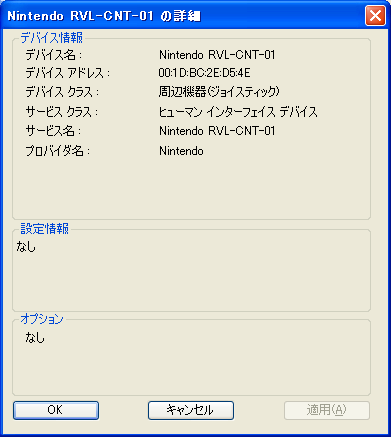 Nintendo RVL-CNT-01 の詳細
デバイス情報
デバイス名： Nintendo RVL-CNT-01
デバイス アドレス： 00:1D:BC:2E:D5:4E
デバイス クラス： 周辺機器(ジョイスティック)
サービス クラス： ヒューマン インターフェイス デバイス
サービス名： Nintendo RVL-CNT-01
プロバイダ名： Nintendo
設定情報
なし
オプション
なし
OK キャンセル 適用(A)